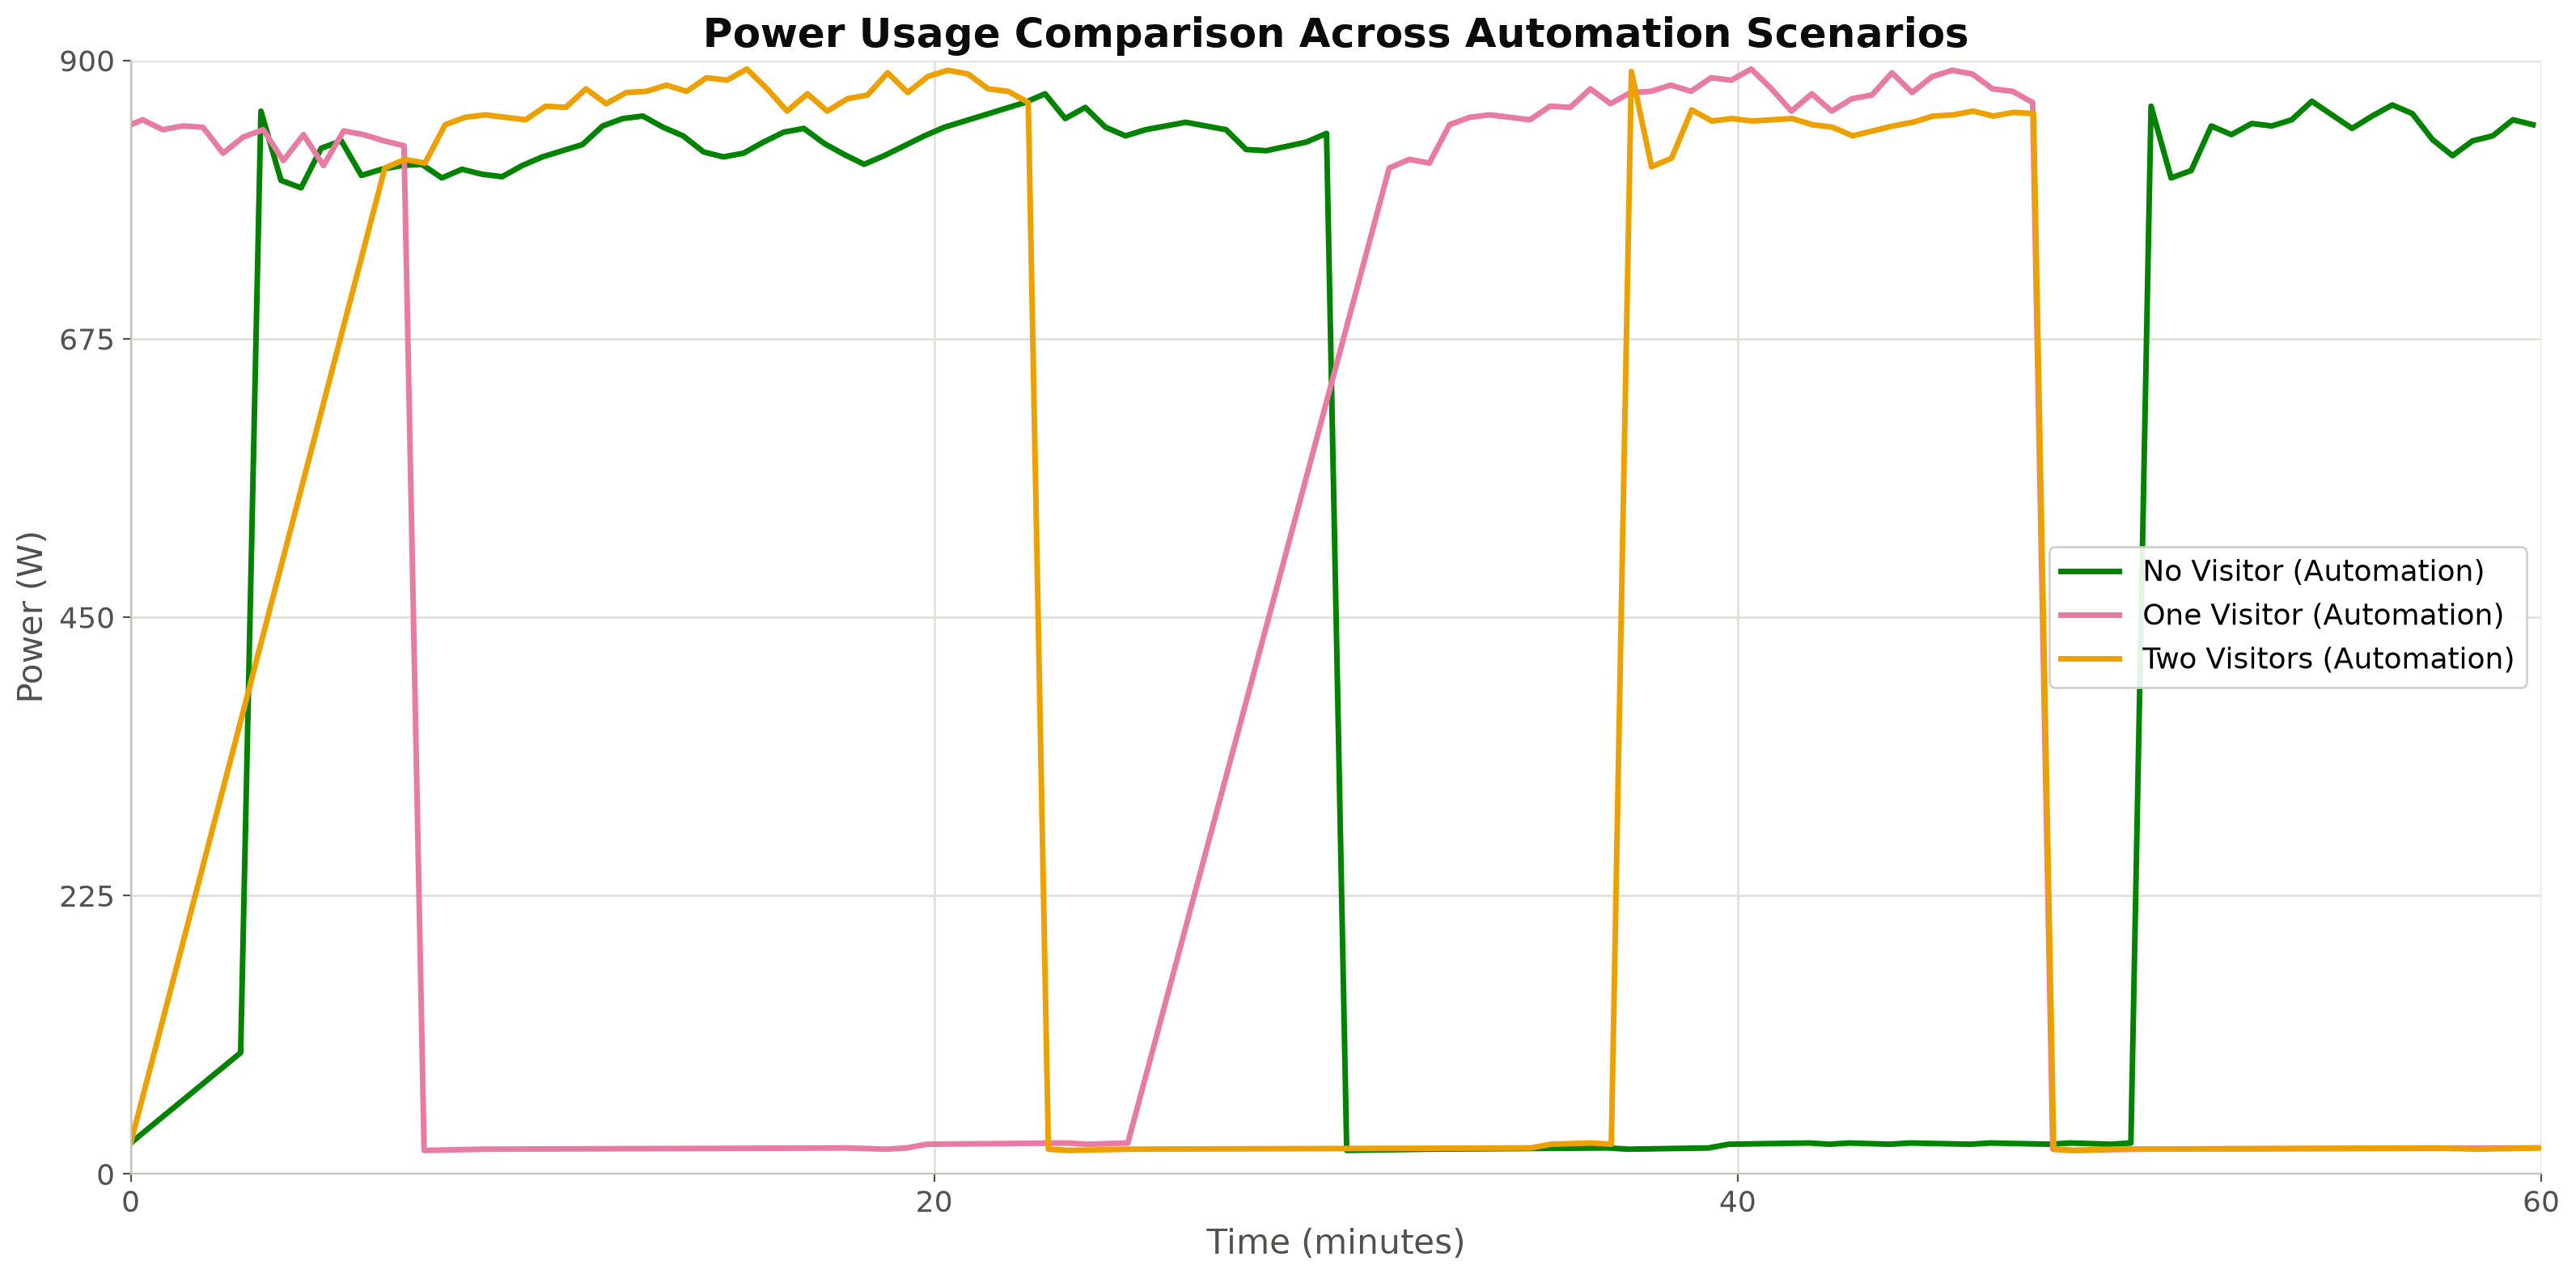 Power Usage Comparison Across Automation Scenarios
900
675
450
225
0
Power (W)
No Visitor (Automation)
One Visitor (Automation)
Two Visitors (Automation)
0
20
40
60
Time (minutes)